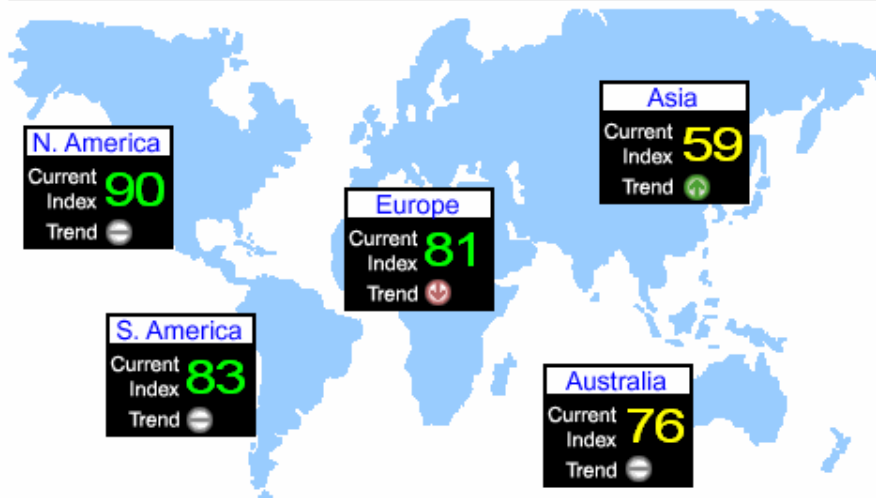 N. America
Current
Index 90
Trend
S. America
Current
Index 83
Trend
Europe
Current
Index 81
Trend
Asia
Current
Index 59
Trend
Australia
Current
Index 76
Trend